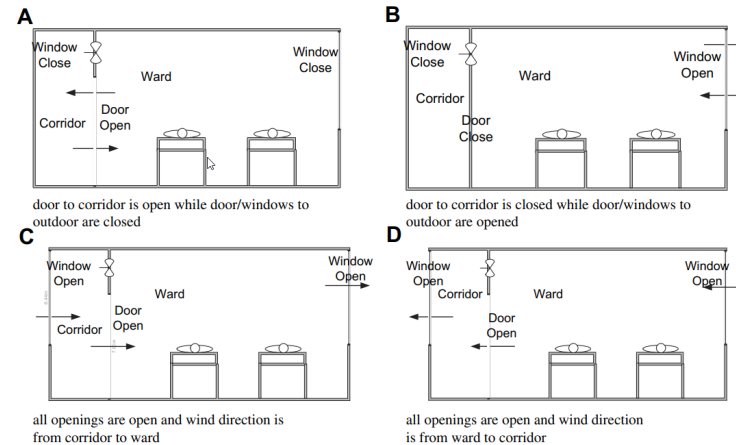 A
Window
Close
Window
Close
Ward
Door
Open
Corridor
door to corridor is open while door/windows to
outdoor are closed
B
Window
Close
Window
Open
Ward
Corridor
Door
Close
door to corridor is closed while door/windows to
outdoor are opened
C
Window
Open
Window
Open
Ward
Door
Open
Corridor
all openings are open and wind direction is
from corridor to ward
D
Window
Open
Window
Open
Corridor
Ward
Door
Open
all openings are open and wind direction
is from ward to corridor